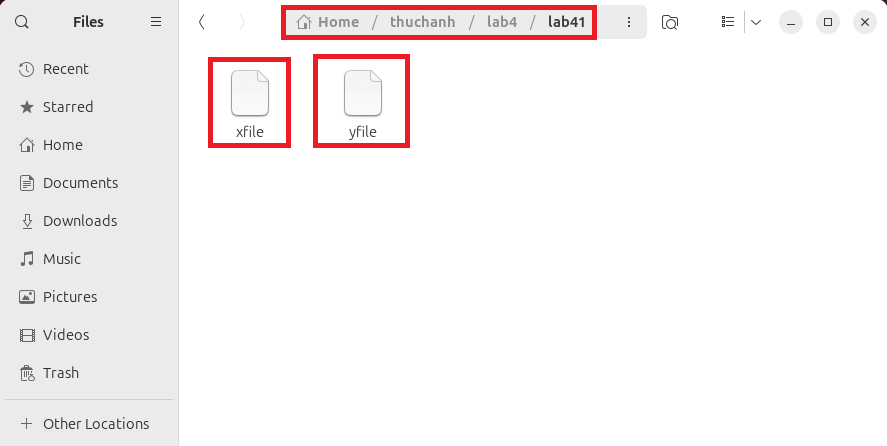 Files
Home / thuchanh / lab4 / lab41
Recent
Starred
Home
Documents
Downloads
Music
Pictures
Videos
Trash
Other Locations
xfile
yfile